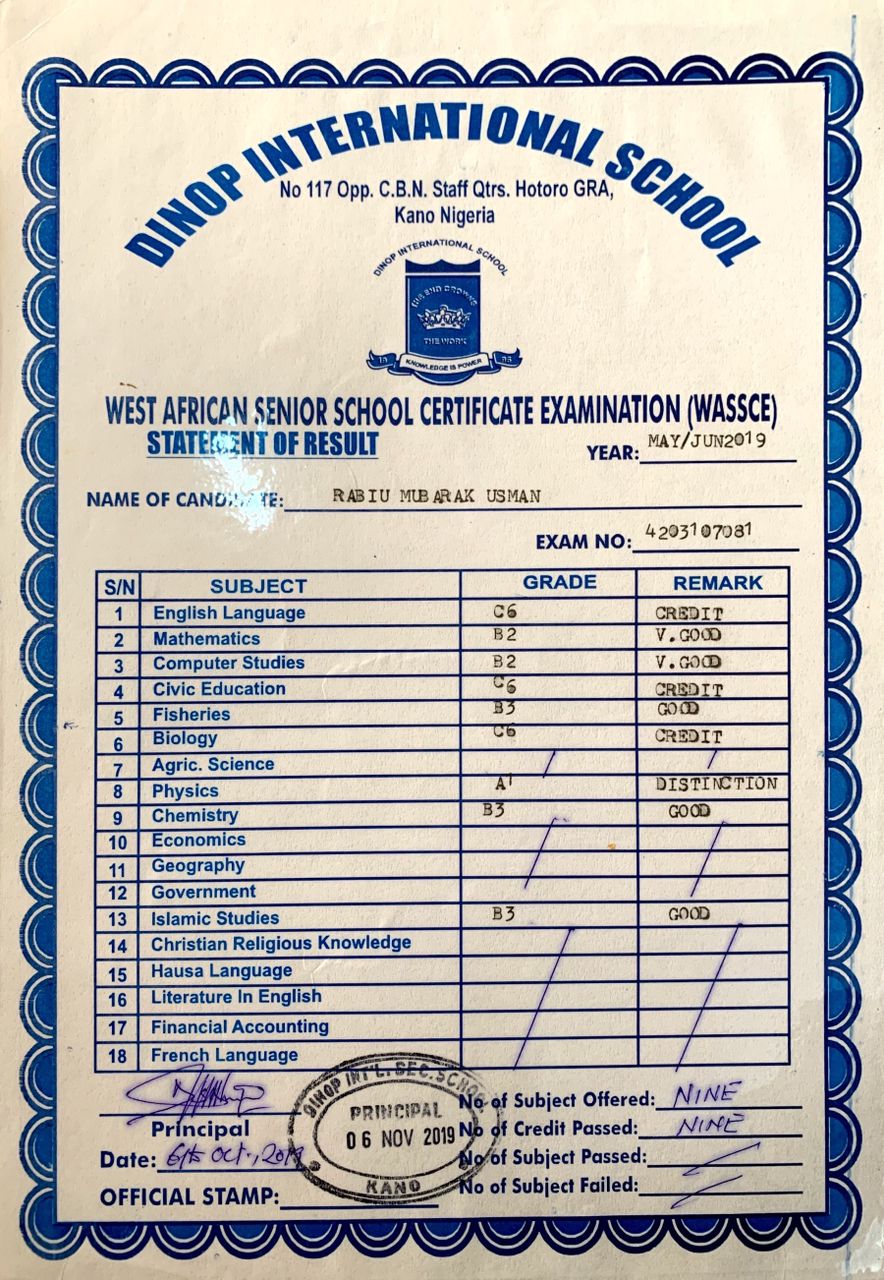 DINOP INTERNATIONAL SCHOOL
No 117 Opp. C.B.N. Staff Qtrs. Hotoro GRA,
Kano Nigeria
DINOP INTERNATIONAL SCHOOL
THE END CROWNS
THE WORK
KNOWLEDGE IS POWER
WEST AFRICAN SENIOR SCHOOL CERTIFICATE EXAMINATION (WASSCE)
STATEMENT OF RESULT
YEAR: MAY/JUN2019
NAME OF CANDIDATE: RABIU MUBARAK USMAN
EXAM NO: 4203107081
S/N SUBJECT GRADE REMARK
1 English Language C6 CREDIT
2 Mathematics B2 V.GOOD
3 Computer Studies B2 V.GOOD
4 Civic Education C6 CREDIT
5 Fisheries B3 GOOD
6 Biology C6 CREDIT
7 Agric. Science
8 Physics A1 DISTINCTION
9 Chemistry B3 GOOD
10 Economics
11 Geography
12 Government
13 Islamic Studies B3 GOOD
14 Christian Religious Knowledge
15 Hausa Language
16 Literature In English
17 Financial Accounting
18 French Language
Principal
Date: 6th Oct., 2019
OFFICIAL STAMP:
DINOP INT'L. SEC. SCHOOL
PRINCIPAL
06 NOV 2019
KANO
No of Subject Offered: NINE
No of Credit Passed: NINE
No of Subject Passed:
No of Subject Failed: